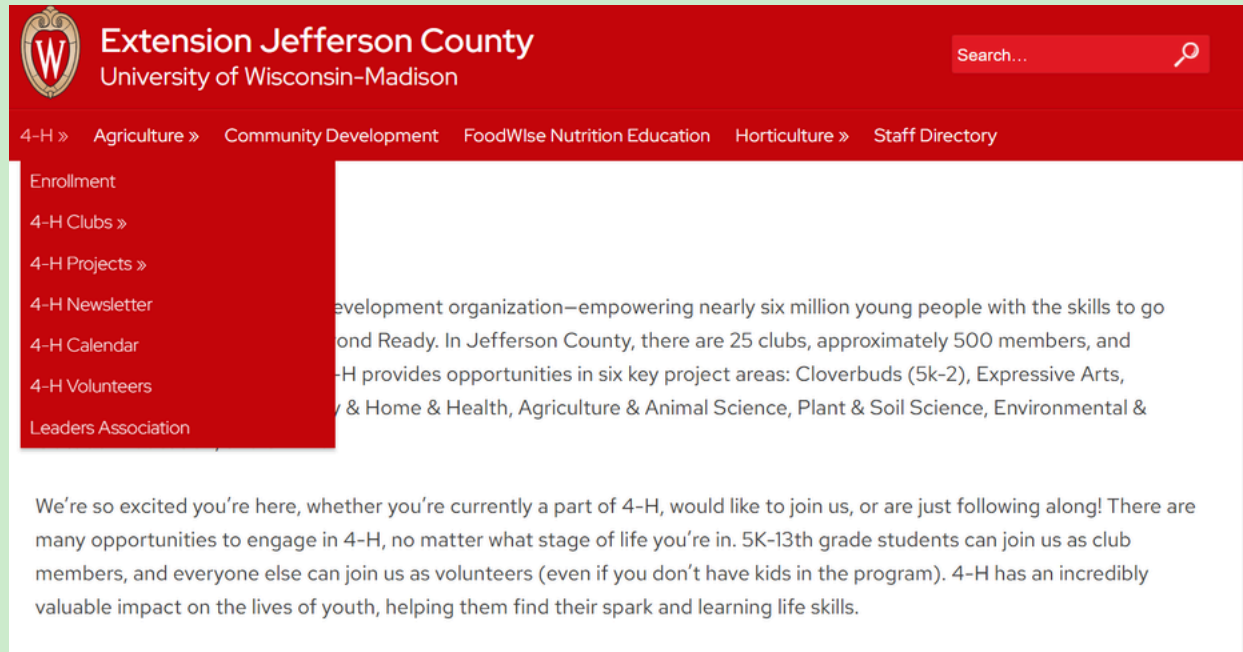 W
Extension Jefferson County
University of Wisconsin-Madison
Search...
4-H » Agriculture » Community Development FoodWIse Nutrition Education Horticulture » Staff Directory
Enrollment
4-H Clubs »
4-H Projects »
4-H Newsletter
4-H Calendar
4-H Volunteers
Leaders Association
development organization—empowering nearly six million young people with the skills to go
ond Ready. In Jefferson County, there are 25 clubs, approximately 500 members, and
-H provides opportunities in six key project areas: Cloverbuds (5k-2), Expressive Arts,
& Home & Health, Agriculture & Animal Science, Plant & Soil Science, Environmental &
We're so excited you're here, whether you're currently a part of 4-H, would like to join us, or are just following along! There are
many opportunities to engage in 4-H, no matter what stage of life you're in. 5K-13th grade students can join us as club
members, and everyone else can join us as volunteers (even if you don't have kids in the program). 4-H has an incredibly
valuable impact on the lives of youth, helping them find their spark and learning life skills.